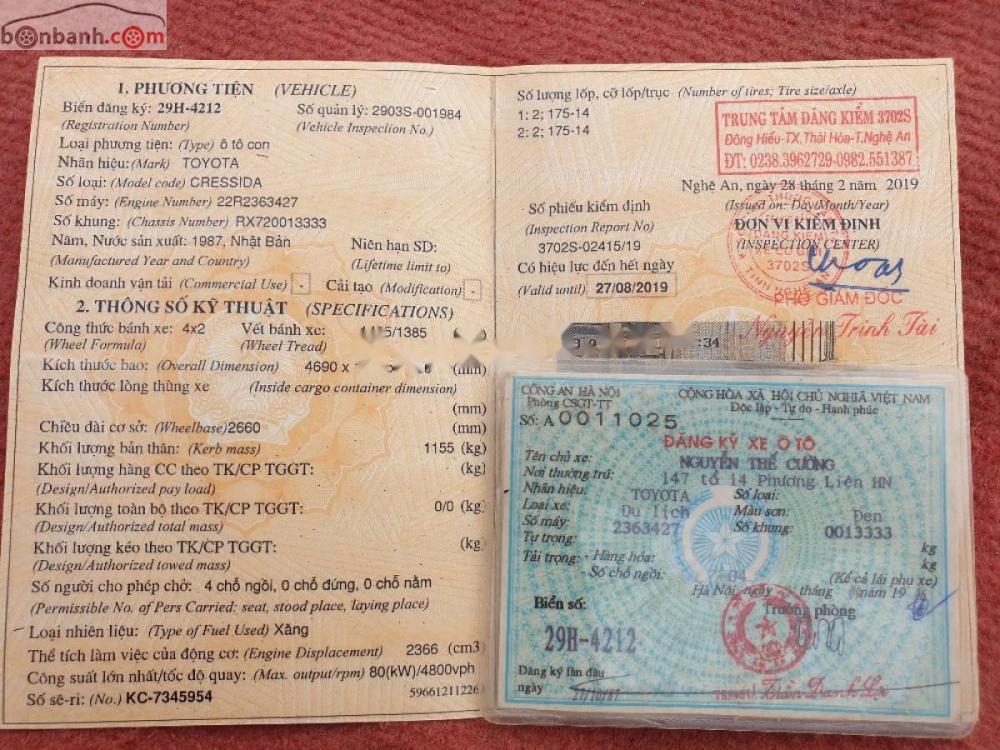 bonbanh.com
1. PHƯƠNG TIỆN (VEHICLE)
Biển đăng ký: 29H-4212 Số quản lý: 2903S-001984
(Registration Number) (Vehicle Inspection No.)
Loại phương tiện: (Type) ô tô con
Nhãn hiệu: (Mark) TOYOTA
Số loại: (Model code) CRESSIDA
Số máy: (Engine Number) 22R2363427
Số khung: (Chassis Number) RX720013333
Năm, Nước sản xuất: 1987, Nhật Bản Niên hạn SD:
(Manufactured Year and Country) (Lifetime limit to)
Kinh doanh vận tải (Commercial Use) - Cải tạo (Modification) -
2. THÔNG SỐ KỸ THUẬT (SPECIFICATIONS)
Công thức bánh xe: 4x2 Vết bánh xe: /1385
(Wheel Formula) (Wheel Tread) (mm)
Kích thước bao: (Overall Dimension) 4690 x (mm)
Kích thước lòng thùng xe (Inside cargo container dimension)
(mm)
Chiều dài cơ sở: (Wheelbase) 2660 (mm)
Khối lượng bản thân: (Kerb mass) 1155 (kg)
Khối lượng hàng CC theo TK/CP TGGT: (kg)
(Design/Authorized pay load)
Khối lượng toàn bộ theo TK/CP TGGT: 0/0 (kg)
(Design/Authorized total mass)
Khối lượng kéo theo TK/CP TGGT: (kg)
(Design/Authorized towed mass)
Số người cho phép chở: 4 chỗ ngồi, 0 chỗ đứng, 0 chỗ nằm
(Permissible No. of Pers Carried: seat, stood place, laying place)
Loại nhiên liệu: (Type of Fuel Used) Xăng
Thể tích làm việc của động cơ: (Engine Displacement) 2366 (cm3)
Công suất lớn nhất/tốc độ quay: (Max. output/rpm) 80(kW)/4800vph
Số sê-ri: (No.) KC-7345954 59661211226
Số lượng lốp, cỡ lốp/trục (Number of tires; Tire size/axle)
1: 2; 175-14
2: 2; 175-14
TRUNG TÂM ĐĂNG KIỂM 3702S
Đông Hiếu-TX.Thái Hòa-T.Nghệ An
ĐT: 0238.3962729-0982.551387
Nghệ An, ngày 28 tháng 2 năm 2019
(Issued on: Day/Month/Year)
Số phiếu kiểm định ĐƠN VỊ KIỂM ĐỊNH
(Inspection Report No) (INSPECTION CENTER)
3702S-02415/19
3702S
Có hiệu lực đến hết ngày
(Valid until) 27/08/2019
PHÓ GIÁM ĐỐC
Nguyễn Trinh Tài
:34
CÔNG AN HÀ NỘI CỘNG HÒA XÃ HỘI CHỦ NGHĨA VIỆT NAM
Phòng CSGT-TT Độc lập - Tự do - Hạnh phúc
Số: A 0011025
ĐĂNG KÝ XE Ô TÔ
Tên chủ xe: NGUYỄN THẾ CƯỜNG
Nơi thường trú: 147 tổ 14 Phương Liên HN
Nhãn hiệu: TOYOTA Số loại:
Loại xe: Du lịch Màu sơn: Đen
Số máy: 2363427 Số khung: 0013333
Tự trọng: kg
Tải trọng: - Hàng hóa: kg
- Số chỗ ngồi: 04 (Kể cả lái phụ xe)
Hà Nội, ngày tháng năm 19
Biển số: Trưởng phòng
29H-4212
Đăng ký lần đầu
ngày 27/10/87
Trần Danh Lợi